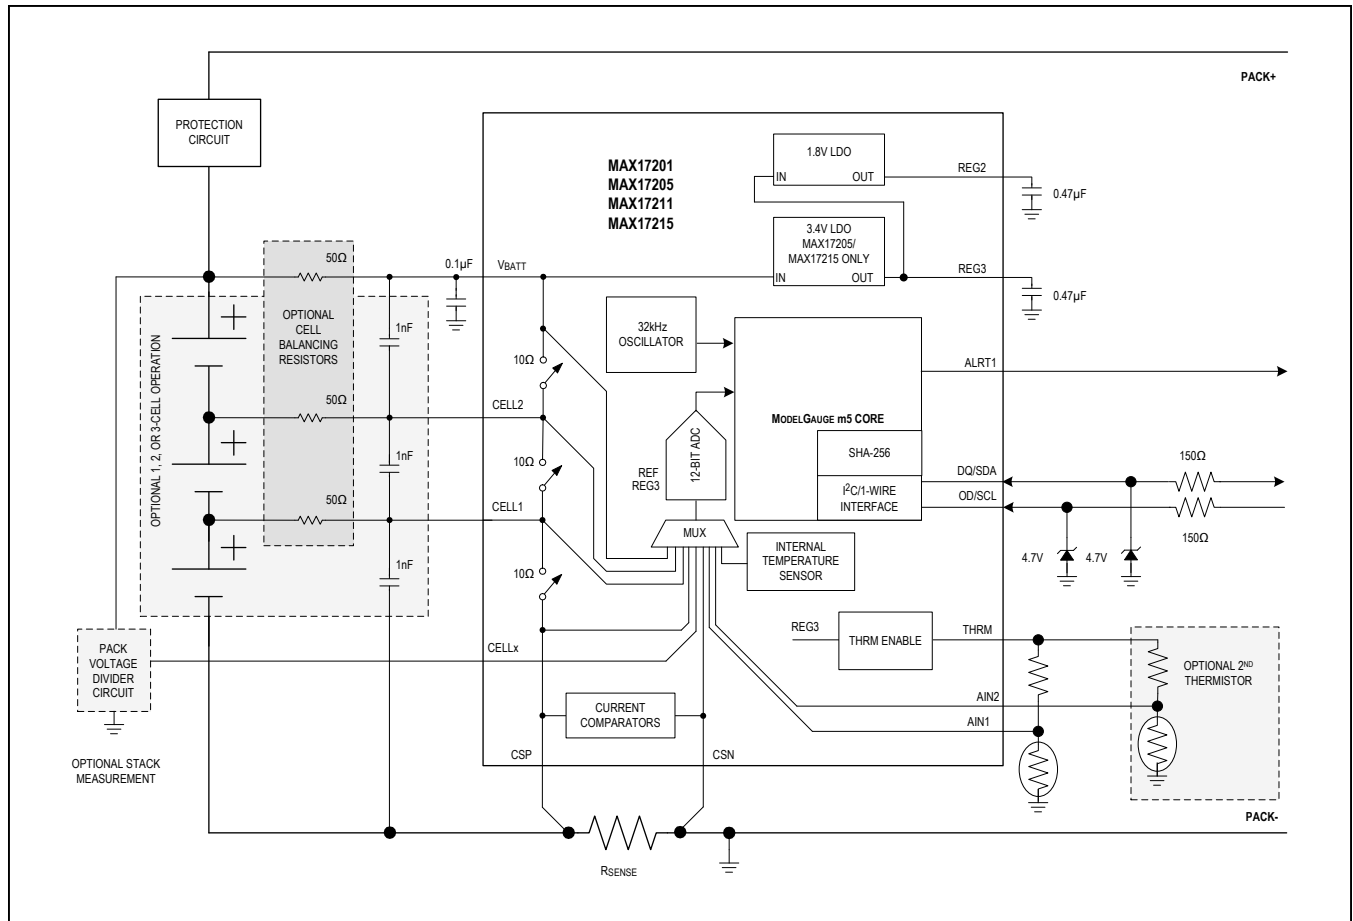 PACK+
PROTECTION
CIRCUIT
MAX17201
MAX17205
MAX17211
MAX17215
1.8V LDO
IN
OUT
REG2
0.47µF
3.4V LDO
MAX17205/
MAX17215 ONLY
IN
OUT
REG3
0.47µF
50Ω
0.1µF
VBATT
OPTIONAL 1, 2, OR 3-CELL OPERATION
+
OPTIONAL
CELL
BALANCING
RESISTORS
1nF
10Ω
32kHz
OSCILLATOR
ALRT1
50Ω
CELL2
+
1nF
10Ω
REF
REG3
12-BIT ADC
MODELGAUGE m5 CORE
SHA-256
I²C/1-WIRE
INTERFACE
DQ/SDA
OD/SCL
150Ω
150Ω
4.7V
4.7V
50Ω
CELL1
+
1nF
10Ω
MUX
INTERNAL
TEMPERATURE
SENSOR
REG3
THRM ENABLE
THRM
OPTIONAL 2ND
THERMISTOR
CELLx
PACK
VOLTAGE
DIVIDER
CIRCUIT
AIN2
AIN1
CURRENT
COMPARATORS
CSP
CSN
OPTIONAL STACK
MEASUREMENT
PACK-
RSENSE